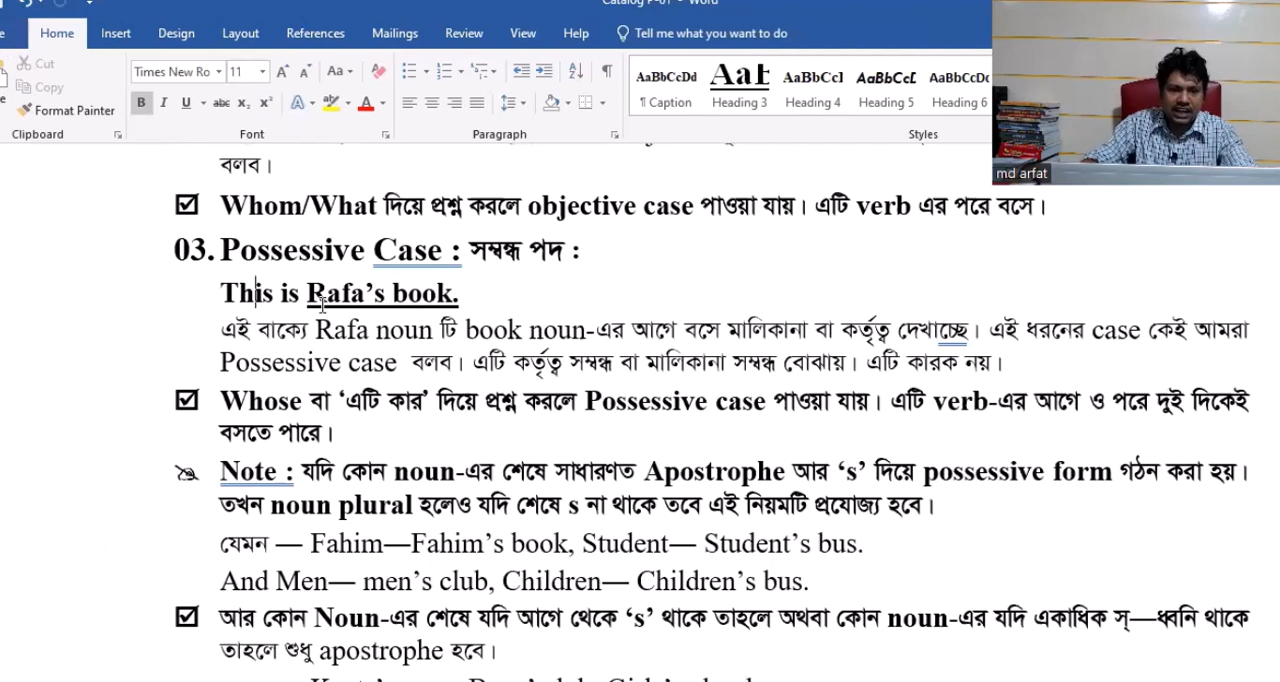 Home Insert Design Layout References Mailings Review View Help Tell me what you want to do
Cut
Copy
Format Painter
Clipboard
Times New Ro 11
Aa
B I U abc x₂ x² A A
Font
Paragraph
AaBbCcDd AaB AaBbCcI AaBbCcD AaBbCcDc
¶ Caption Heading 3 Heading 4 Heading 5 Heading 6
Styles
md arfat
বলব।
☑ Whom/What দিয়ে প্রশ্ন করলে objective case পাওয়া যায়। এটি verb এর পরে বসে।
03. Possessive Case : সম্বন্ধ পদ :
This is Rafa’s book.
এই বাক্যে Rafa noun টি book noun-এর আগে বসে মালিকানা বা কর্তৃত্ব দেখাচ্ছে। এই ধরনের case কেই আমরা
Possessive case বলব। এটি কর্তৃত্ব সম্বন্ধ বা মালিকানা সম্বন্ধ বোঝায়। এটি কারক নয়।
☑ Whose বা ‘এটি কার’ দিয়ে প্রশ্ন করলে Possessive case পাওয়া যায়। এটি verb-এর আগে ও পরে দুই দিকেই
বসতে পারে।
Note : যদি কোন noun-এর শেষে সাধারণত Apostrophe আর ‘s’ দিয়ে possessive form গঠন করা হয়।
তখন noun plural হলেও যদি শেষে s না থাকে তবে এই নিয়মটি প্রযোজ্য হবে।
যেমন — Fahim—Fahim’s book, Student— Student’s bus.
And Men— men’s club, Children— Children’s bus.
☑ আর কোন Noun-এর শেষে যদি আগে থেকে ‘s’ থাকে তাহলে অথবা কোন noun-এর যদি একাধিক স্—ধ্বনি থাকে
তাহলে শুধু apostrophe হবে।